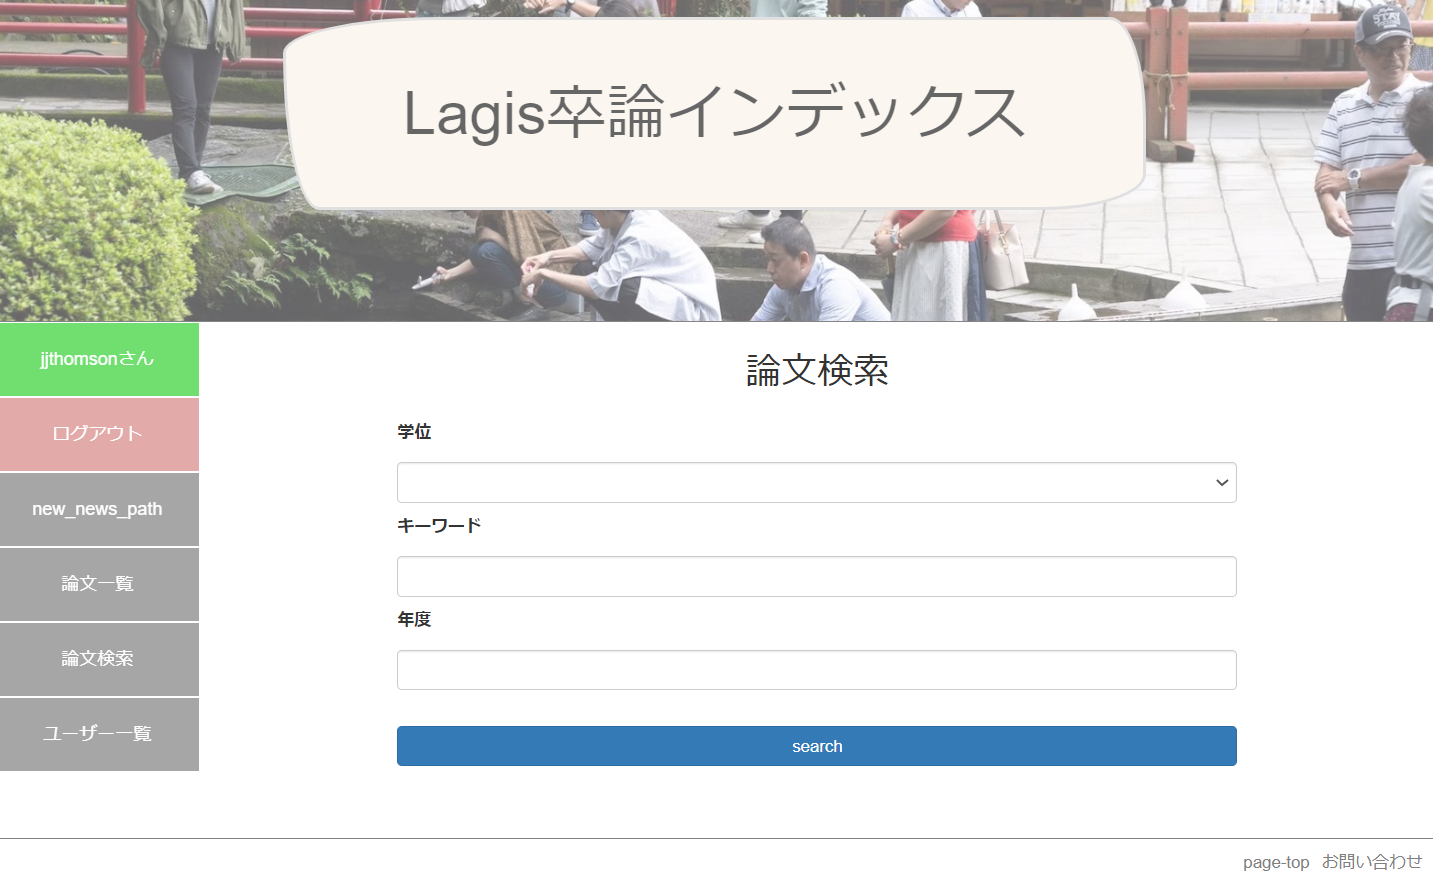 Lagis卒論インデックス
jjthomsonさん
ログアウト
new_news_path
論文一覧
論文検索
ユーザー一覧
論文検索
学位
キーワード
年度
search
page-top お問い合わせ